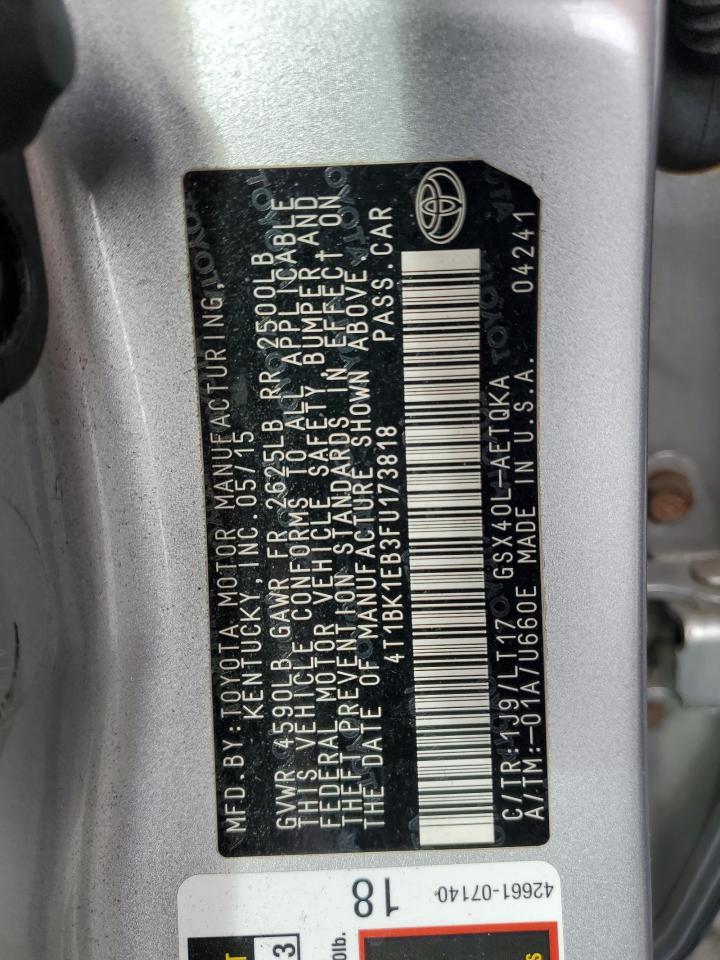 MFD.BY:TOYOTA MOTOR MANUFACTURING,
KENTUCKY, INC. 05/15
GVWR 4590LB GAWR FR 2625LB RR 2500LB
THIS VEHICLE CONFORMS TO ALL APPLICABLE
FEDERAL MOTOR VEHICLE SAFETY, BUMPER AND
THEFT PREVENTION STANDARDS IN EFFECT ON
THE DATE OF MANUFACTURE SHOWN ABOVE.
4T1BK1EB3FU173818 PASS.CAR
C/TR:1J9/LT17 GSX40L-AETQKA 04241
A/TM:-01A/U660E MADE IN U.S.A.
42661-07140
18
3
0lb.
T
s